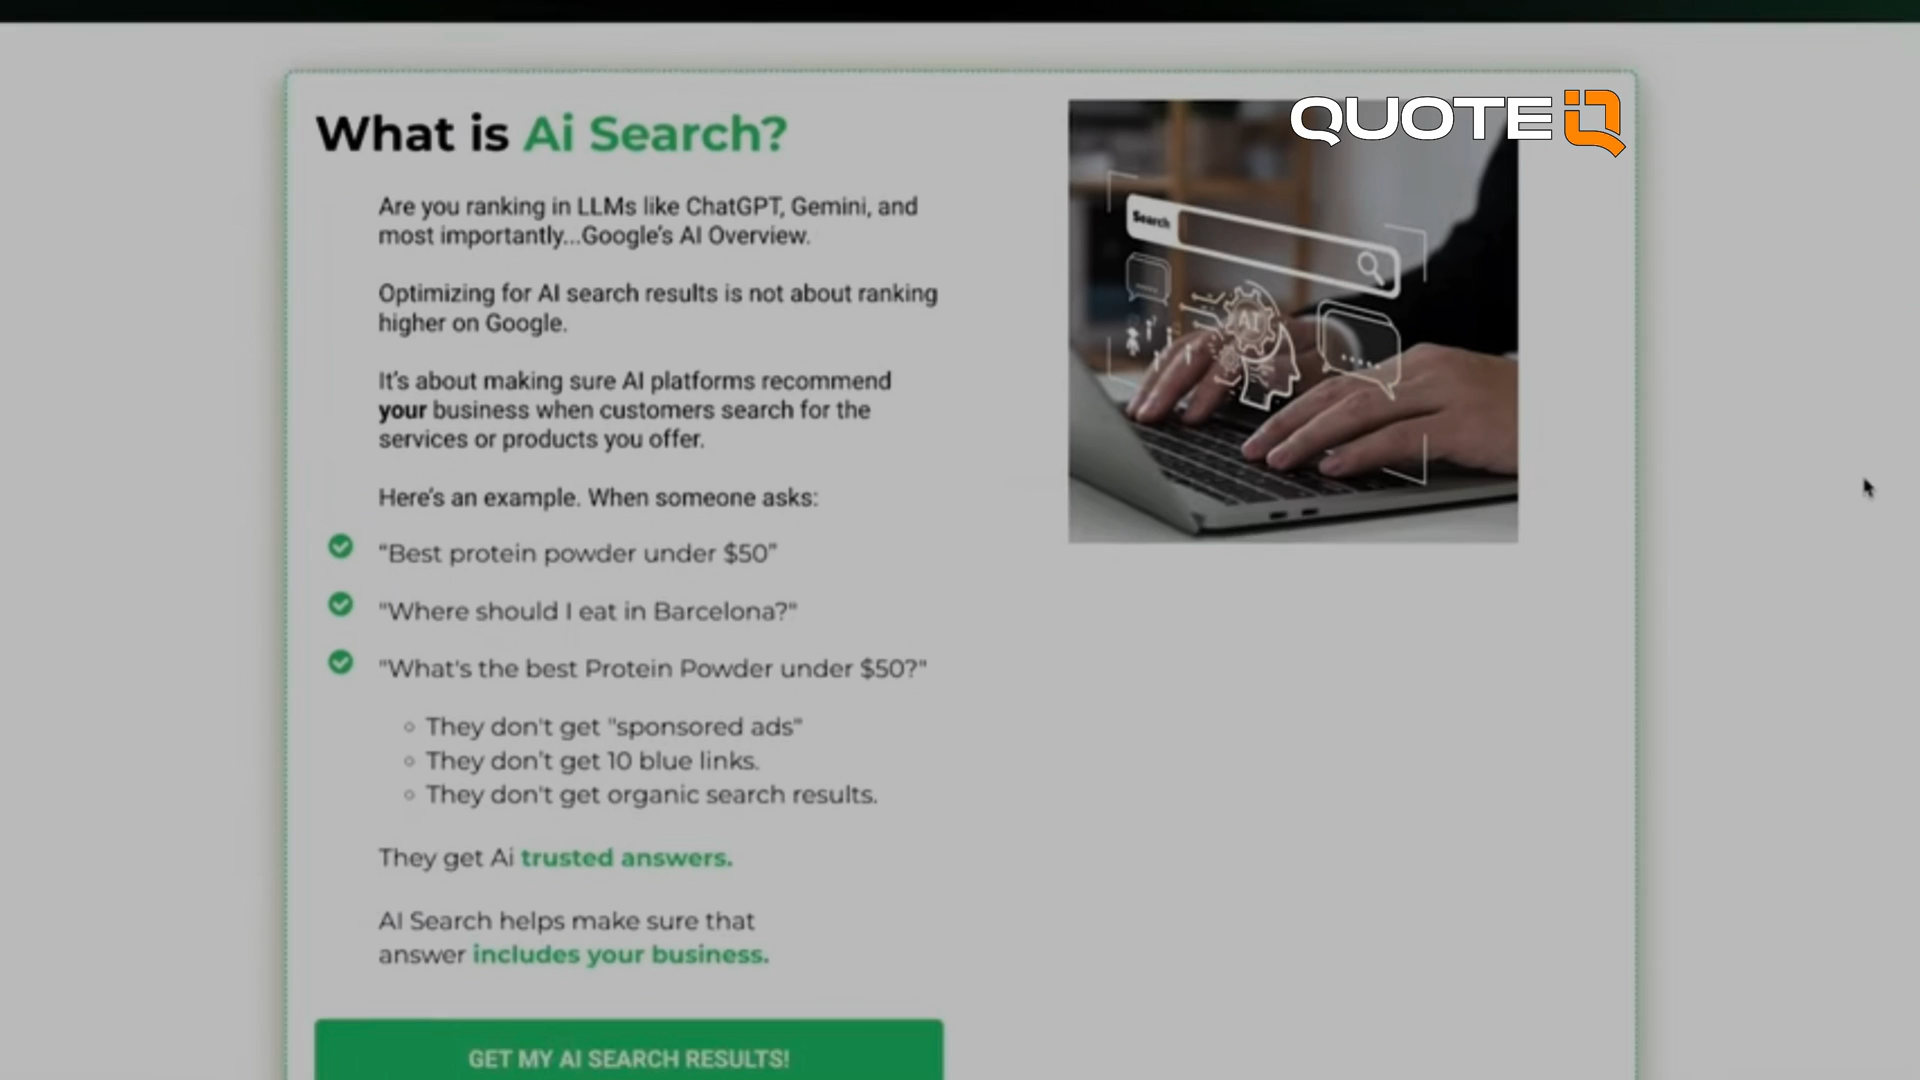 QUOTE IQ
What is Ai Search?
Search
AI
Are you ranking in LLMs like ChatGPT, Gemini, and
most importantly...Google's AI Overview.
Optimizing for AI search results is not about ranking
higher on Google.
It's about making sure AI platforms recommend
your business when customers search for the
services or products you offer.
Here's an example. When someone asks:
“Best protein powder under $50”
"Where should I eat in Barcelona?"
"What's the best Protein Powder under $50?"
They don't get "sponsored ads"
They don't get 10 blue links.
They don't get organic search results.
They get Ai trusted answers.
AI Search helps make sure that
answer includes your business.
GET MY AI SEARCH RESULTS!